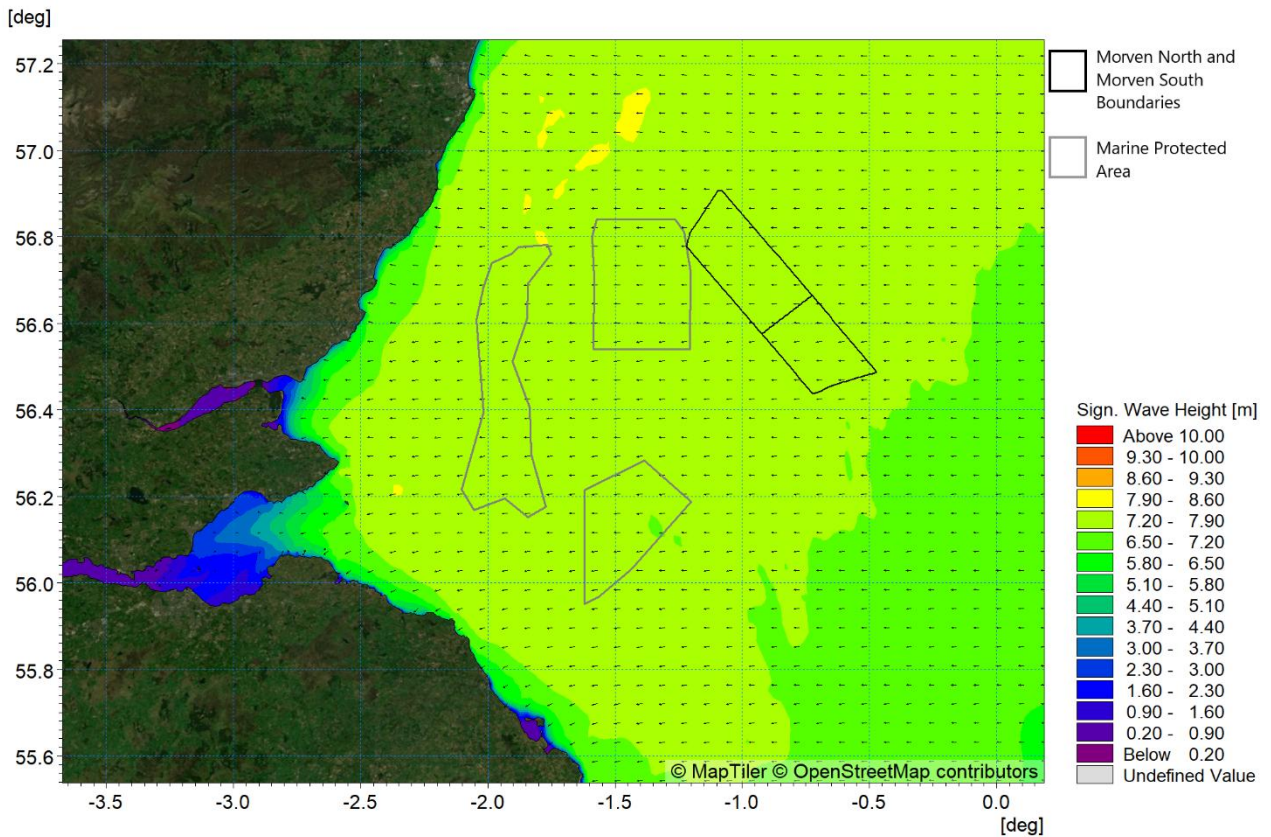 [deg]
57.2
57.0
56.8
56.6
56.4
56.2
56.0
55.8
55.6
-3.5
-3.0
-2.5
-2.0
-1.5
-1.0
-0.5
0.0
[deg]
© MapTiler © OpenStreetMap contributors
Morven North and
Morven South
Boundaries
Marine Protected
Area
Sign. Wave Height [m]
Above 10.00
9.30 - 10.00
8.60 - 9.30
7.90 - 8.60
7.20 - 7.90
6.50 - 7.20
5.80 - 6.50
5.10 - 5.80
4.40 - 5.10
3.70 - 4.40
3.00 - 3.70
2.30 - 3.00
1.60 - 2.30
0.90 - 1.60
0.20 - 0.90
Below 0.20
Undefined Value